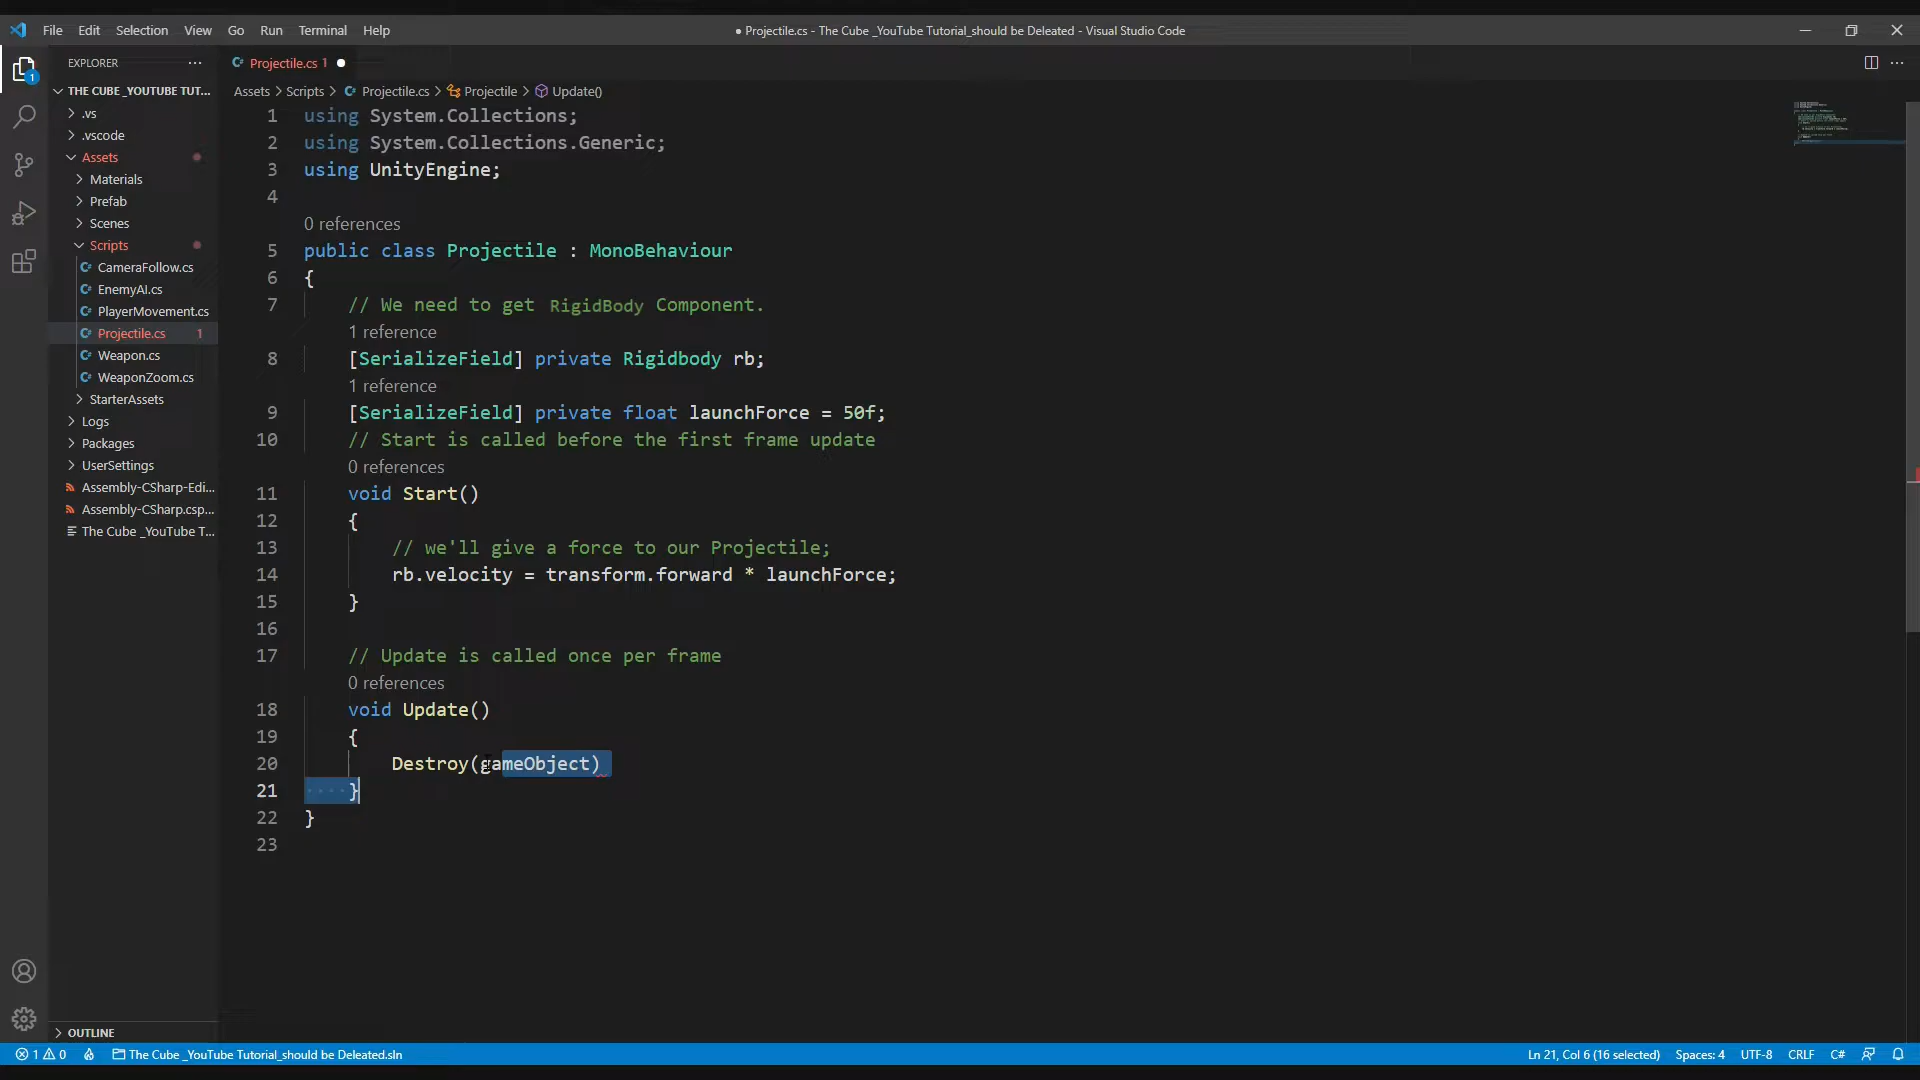 File Edit Selection View Go Run Terminal Help
● Projectile.cs - The Cube _YouTube Tutorial_should be Deleated - Visual Studio Code
EXPLORER ···
Projectile.cs 1 ●
1
THE CUBE _YOUTUBE TUT...
.vs
.vscode
Assets
Materials
Prefab
Scenes
Scripts
CameraFollow.cs
EnemyAI.cs
PlayerMovement.cs
Projectile.cs 1
Weapon.cs
WeaponZoom.cs
StarterAssets
Logs
Packages
UserSettings
Assembly-CSharp-Edi...
Assembly-CSharp.csp...
The Cube _YouTube T...
OUTLINE
Assets > Scripts > Projectile.cs > Projectile > Update()
1 using System.Collections;
2 using System.Collections.Generic;
3 using UnityEngine;
4
0 references
5 public class Projectile : MonoBehaviour
6 {
7 // We need to get RigidBody Component.
1 reference
8 [SerializeField] private Rigidbody rb;
1 reference
9 [SerializeField] private float launchForce = 50f;
10 // Start is called before the first frame update
0 references
11 void Start()
12 {
13 // we'll give a force to our Projectile;
14 rb.velocity = transform.forward * launchForce;
15 }
16
17 // Update is called once per frame
0 references
18 void Update()
19 {
20 Destroy(gameObject)
21 ····}
22 }
23
1 0 The Cube _YouTube Tutorial_should be Deleated.sln
Ln 21, Col 6 (16 selected) Spaces: 4 UTF-8 CRLF C#